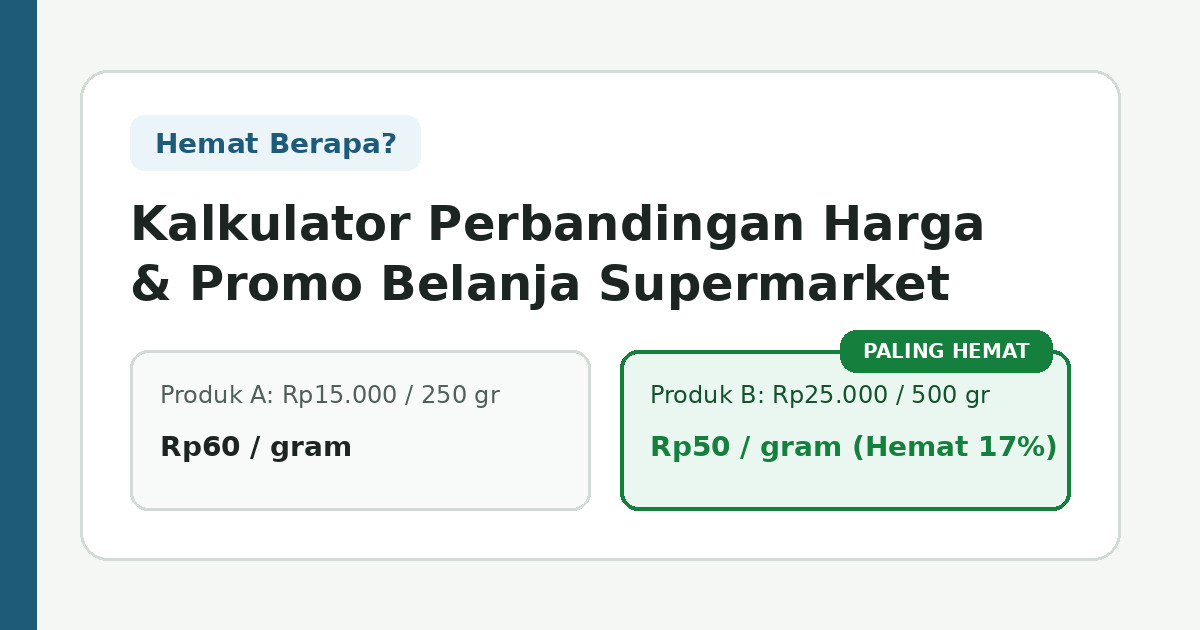 Hemat Berapa?
Kalkulator Perbandingan Harga
& Promo Belanja Supermarket
Produk A: Rp15.000 / 250 gr
Rp60 / gram
PALING HEMAT
Produk B: Rp25.000 / 500 gr
Rp50 / gram (Hemat 17%)